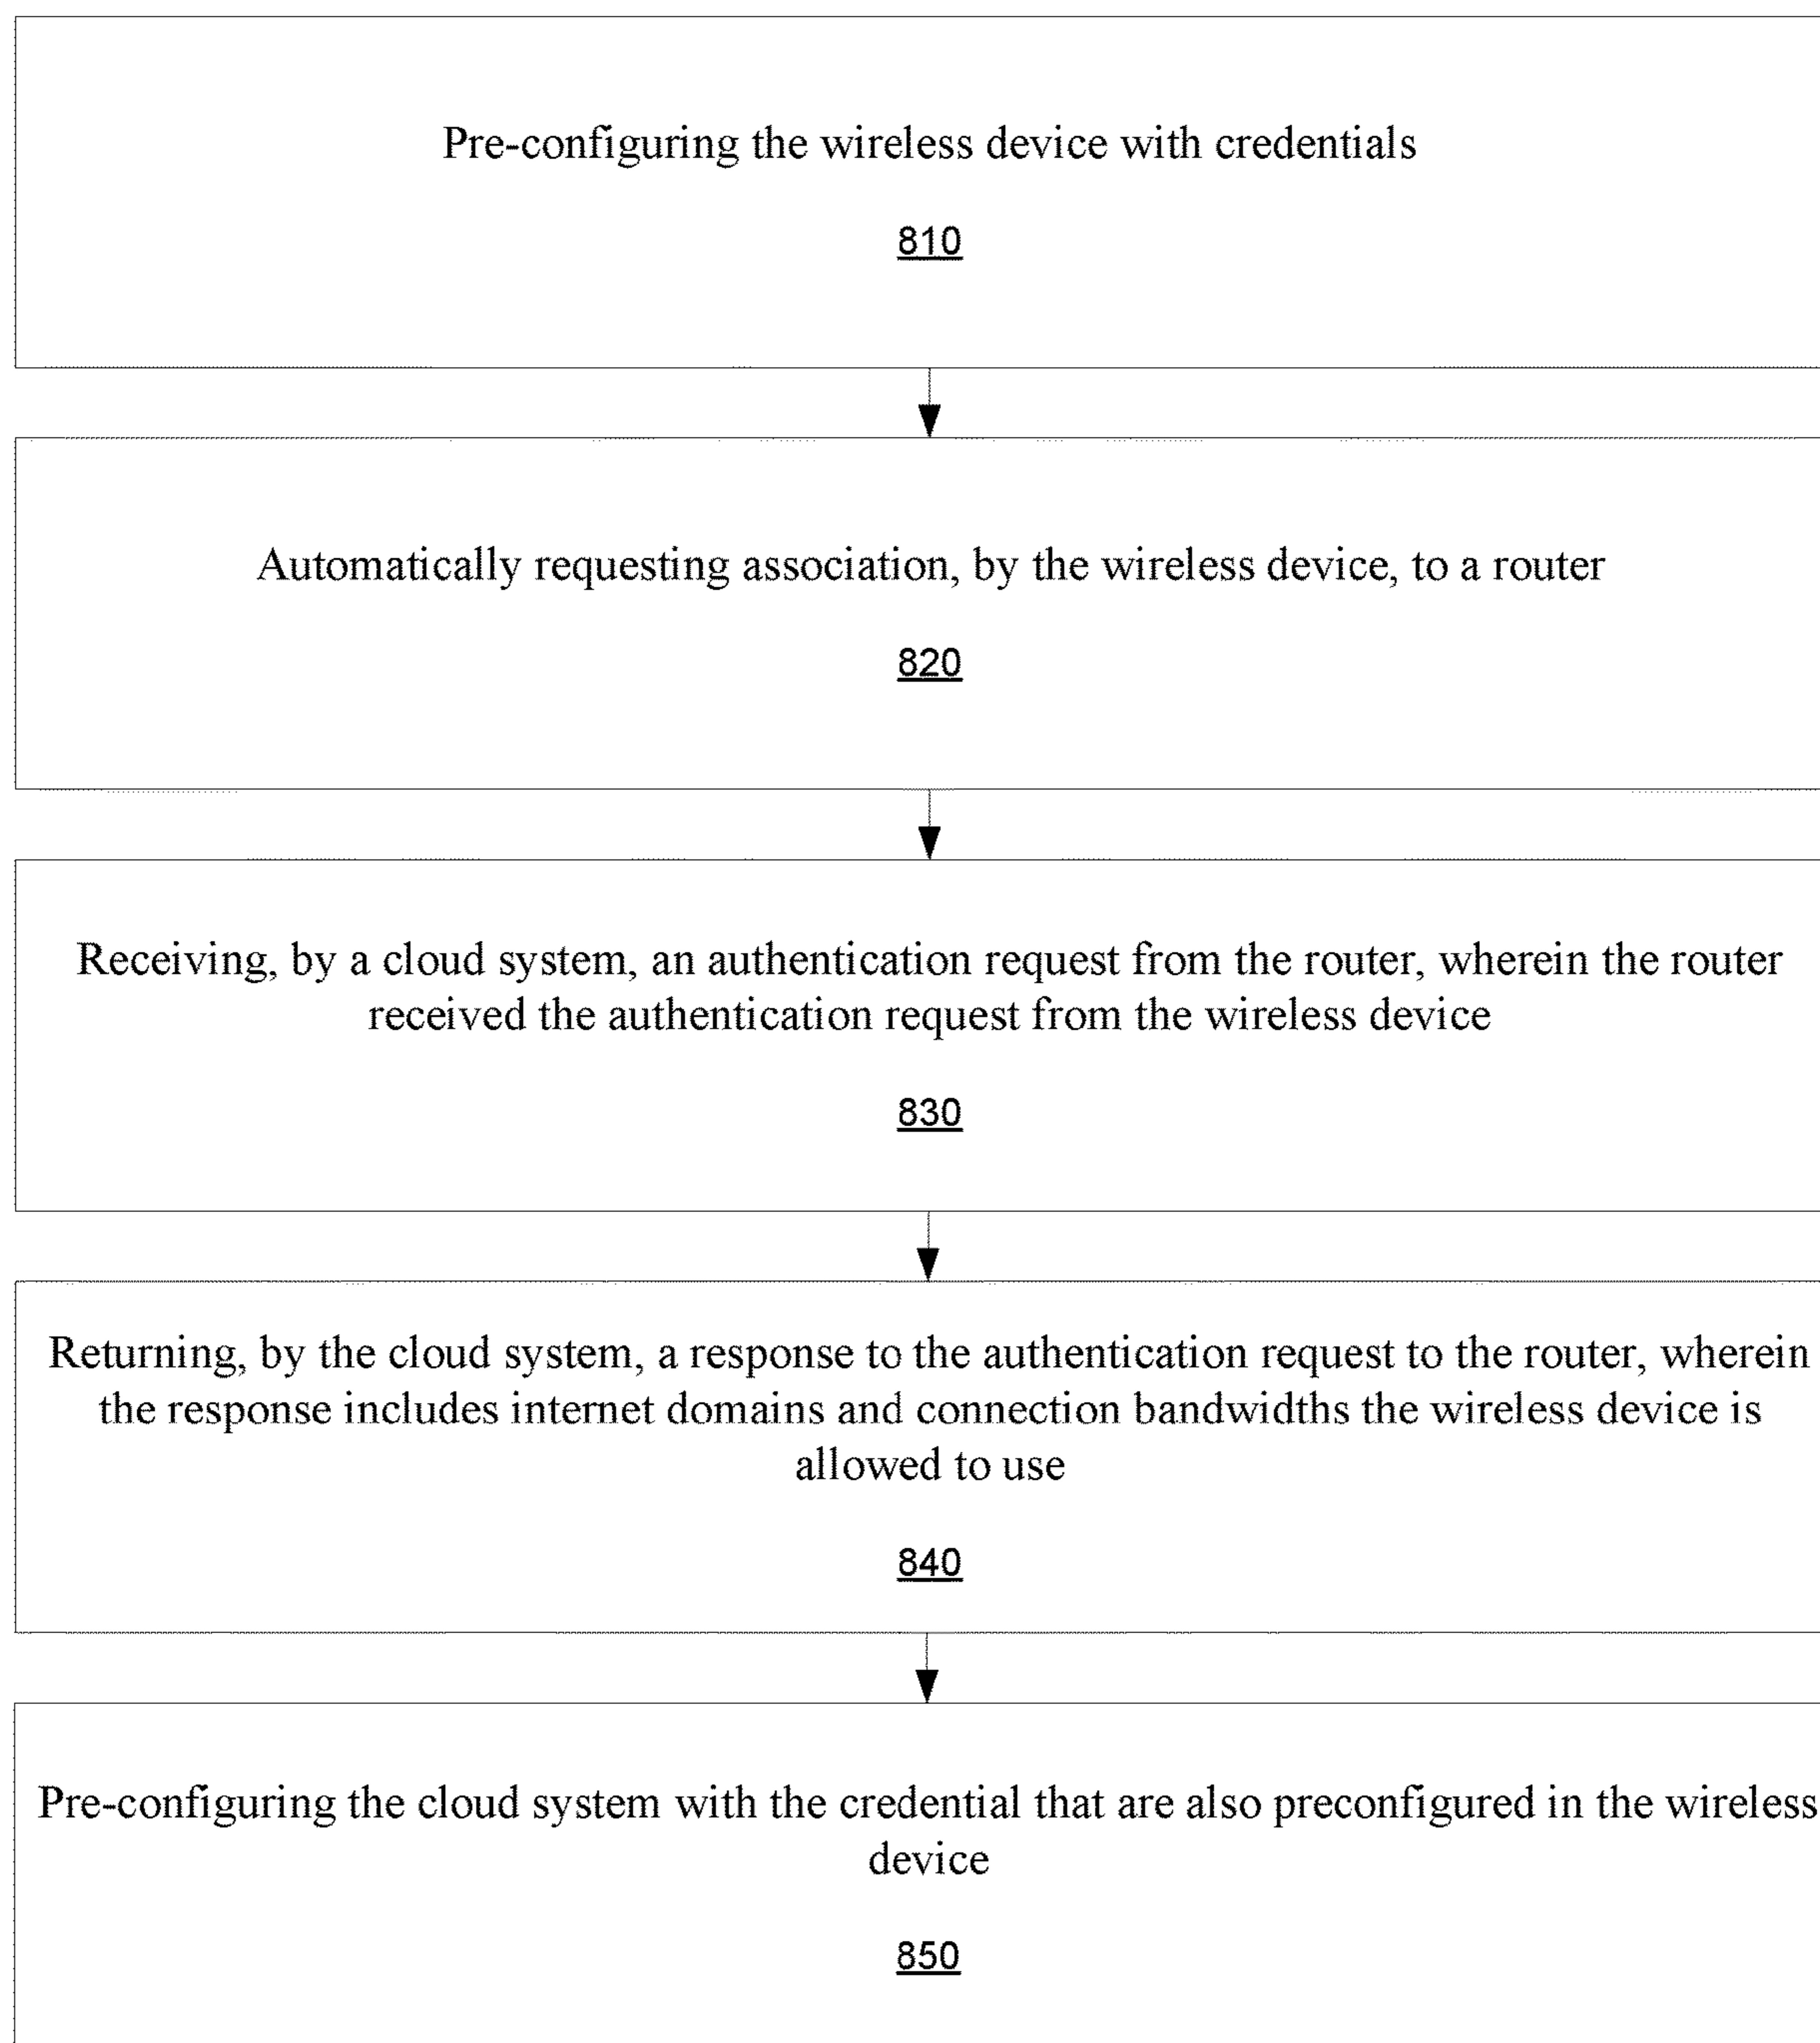 Pre-configuring the wireless device with credentials
810
Automatically requesting association, by the wireless device, to a router
820
Receiving, by a cloud system, an authentication request from the router, wherein the router
received the authentication request from the wireless device
830
Returning, by the cloud system, a response to the authentication request to the router, wherein
the response includes internet domains and connection bandwidths the wireless device is
allowed to use
840
Pre-configuring the cloud system with the credential that are also preconfigured in the wireless
device
850